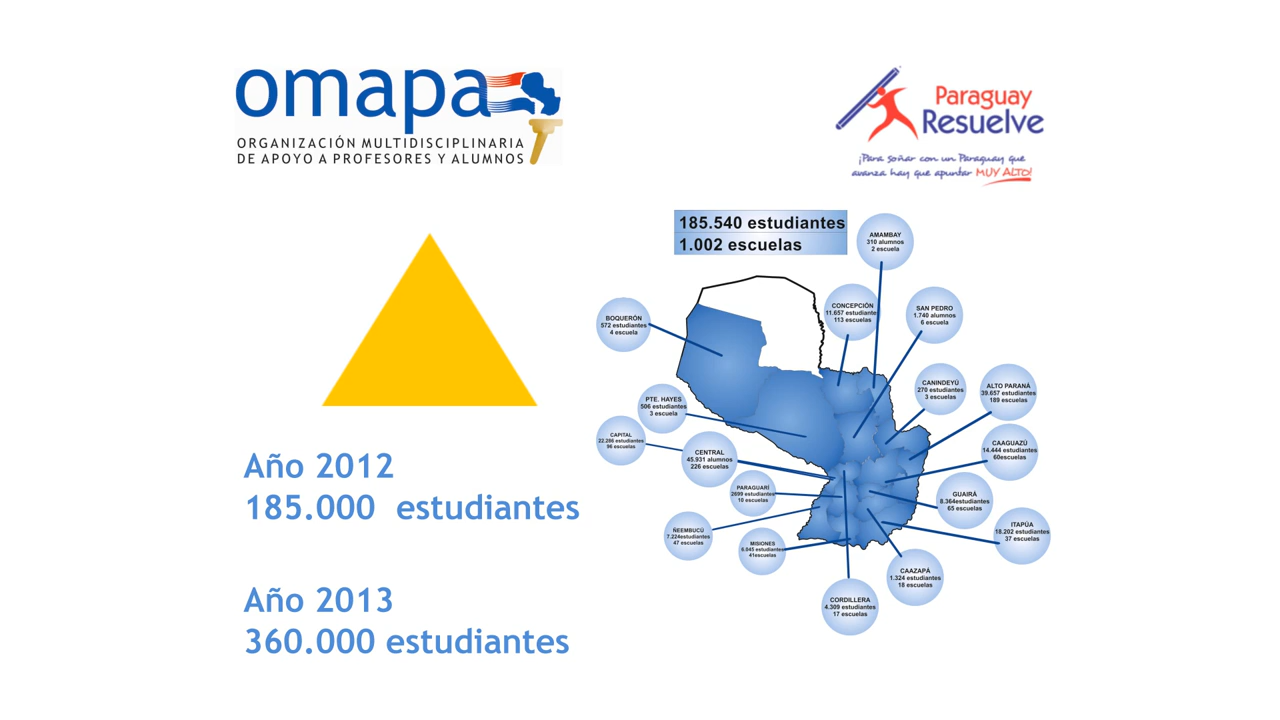 omapa
ORGANIZACIÓN MULTIDISCIPLINARIA
DE APOYO A PROFESORES Y ALUMNOS
Paraguay
Resuelve
¡Para soñar con un Paraguay que
avanza hay que apuntar MUY ALTO!
185.540 estudiantes
1.002 escuelas
AMAMBAY
310 alumnos
2 escuela
BOQUERÓN
572 estudiantes
4 escuela
CONCEPCIÓN
11.657 estudiante
113 escuelas
SAN PEDRO
1.740 alumnos
6 escuela
PTE. HAYES
506 estudiantes
3 escuela
CANINDEYÚ
270 estudiantes
3 escuelas
ALTO PARANÁ
39.657 estudiantes
189 escuelas
CAPITAL
22.286 estudiantes
96 escuelas
CENTRAL
45.931 alumnos
226 escuelas
CAAGUAZÚ
14.444 estudiantes
60escuelas
PARAGUARÍ
2699 estudiantes
10 escuelas
GUAIRÁ
8.364estudiantes
65 escuelas
ÑEEMBUCÚ
7.224estudiantes
47 escuelas
MISIONES
6.045 estudiantes
41escuelas
ITAPÚA
18.202 estudiantes
37 escuelas
CAAZAPÁ
1.324 estudiantes
18 escuelas
CORDILLERA
4.309 estudiantes
17 escuelas
Año 2012
185.000 estudiantes
Año 2013
360.000 estudiantes